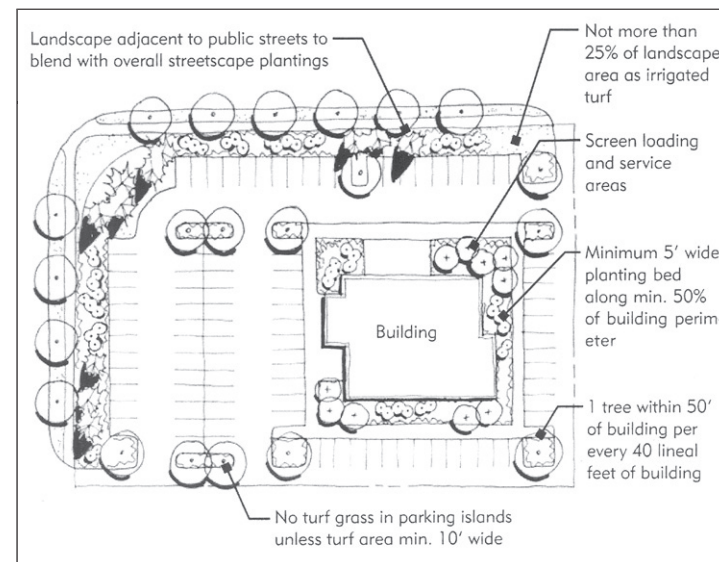 Landscape adjacent to public streets to
blend with overall streetscape plantings
Not more than
25% of landscape
area as irrigated
turf
Screen loading
and service
areas
Minimum 5' wide
planting bed
along min. 50%
of building perim
eter
Building
1 tree within 50'
of building per
every 40 lineal
feet of building
No turf grass in parking islands
unless turf area min. 10' wide